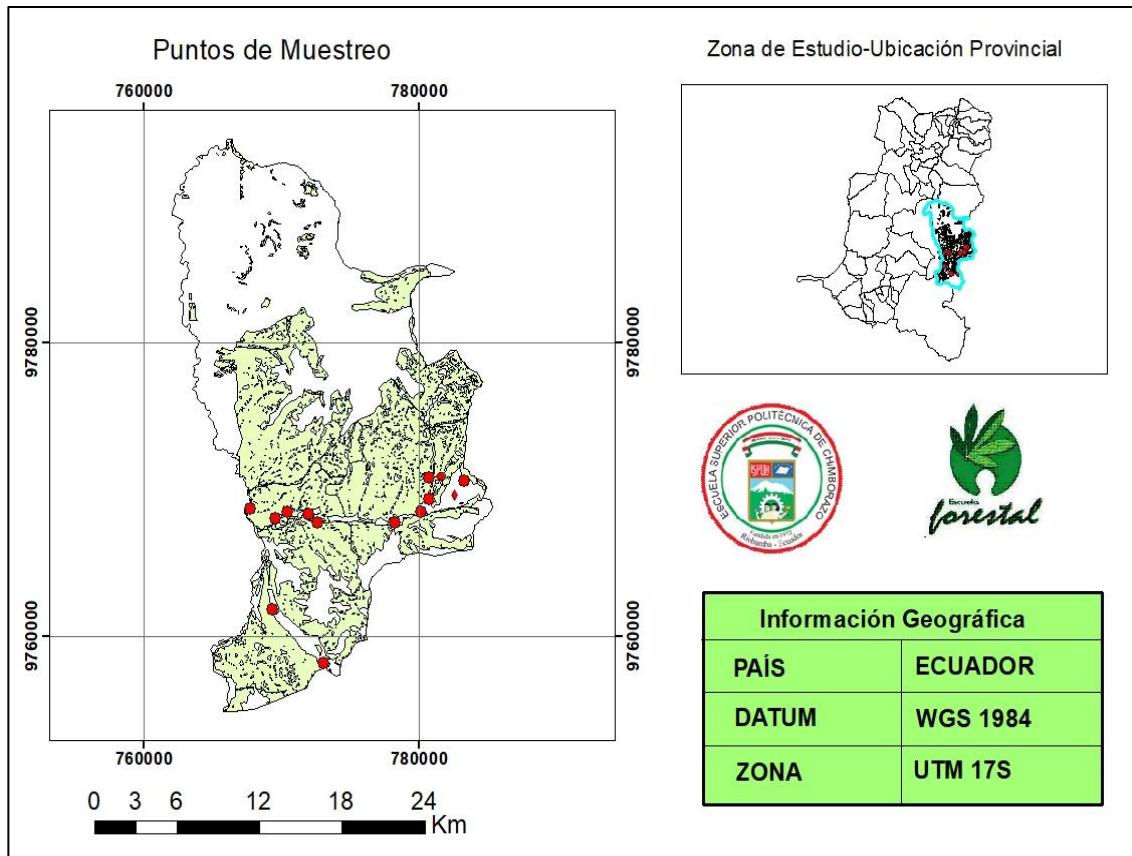 Puntos de Muestreo
760000 780000
9780000 9780000
9760000 9760000
760000 780000
0 3 6 12 18 24
Km
Zona de Estudio-Ubicación Provincial
ESCUELA SUPERIOR POLITÉCNICA DE CHIMBORAZO
Riobamba - Ecuador
Escuela
forestal
Información Geográfica
PAÍS ECUADOR
DATUM WGS 1984
ZONA UTM 17S